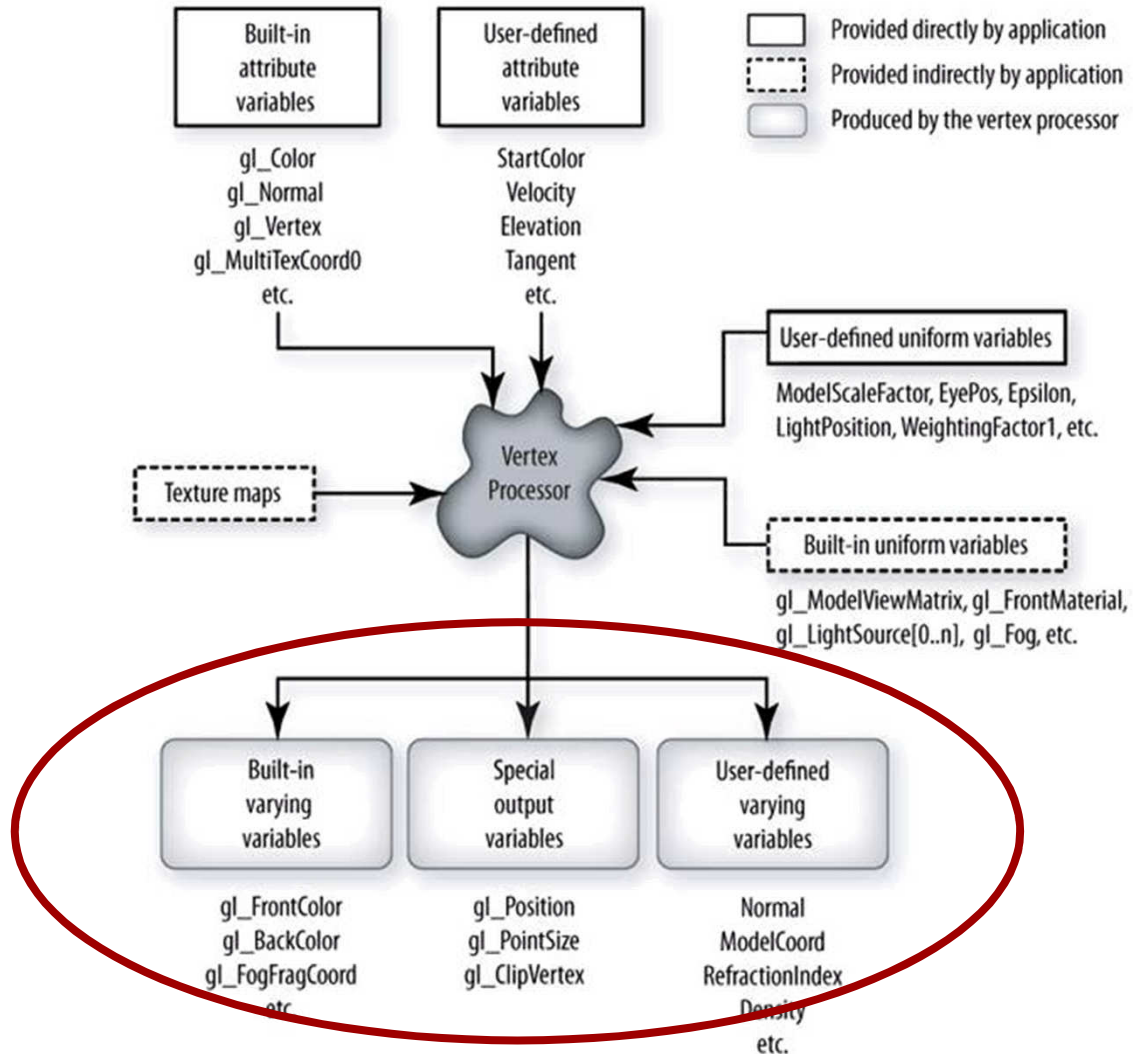 Built-in
attribute
variables
User-defined
attribute
variables
Provided directly by application
Provided indirectly by application
Produced by the vertex processor
gl_Color
gl_Normal
gl_Vertex
gl_MultiTexCoord0
etc.
StartColor
Velocity
Elevation
Tangent
etc.
User-defined uniform variables
ModelScaleFactor, EyePos, Epsilon,
LightPosition, WeightingFactor1, etc.
Vertex
Processor
Texture maps
Built-in uniform variables
gl_ModelViewMatrix, gl_FrontMaterial,
gl_LightSource[0..n], gl_Fog, etc.
Built-in
varying
variables
Special
output
variables
User-defined
varying
variables
gl_FrontColor
gl_BackColor
gl_FogFragCoord
etc.
gl_Position
gl_PointSize
gl_ClipVertex
Normal
ModelCoord
RefractionIndex
Density
etc.